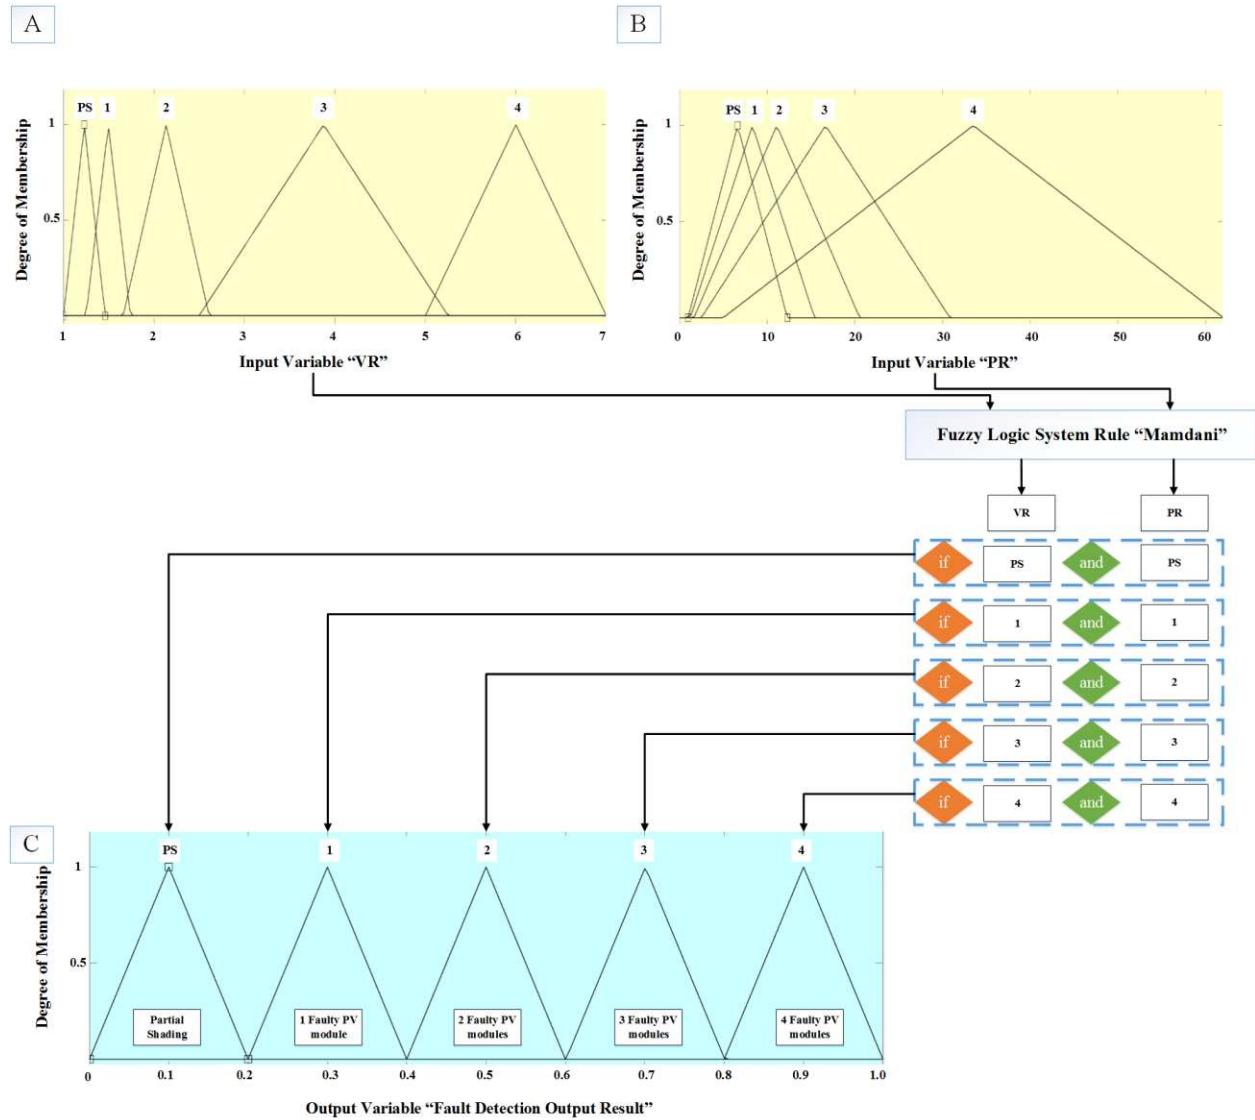 A
B
PS 1 2 3 4
PS 1 2 3 4
1
0.5
Degree of Membership
1 2 3 4 5 6 7
Input Variable “VR”
1
0.5
Degree of Membership
0 10 20 30 40 50 60
Input Variable “PR”
Fuzzy Logic System Rule “Mamdani”
VR PR
if PS and PS
if 1 and 1
if 2 and 2
if 3 and 3
if 4 and 4
C
PS 1 2 3 4
1
0.5
Degree of Membership
Partial
Shading
1 Faulty PV
module
2 Faulty PV
modules
3 Faulty PV
modules
4 Faulty PV
modules
0 0.1 0.2 0.3 0.4 0.5 0.6 0.7 0.8 0.9 1.0
Output Variable “Fault Detection Output Result”